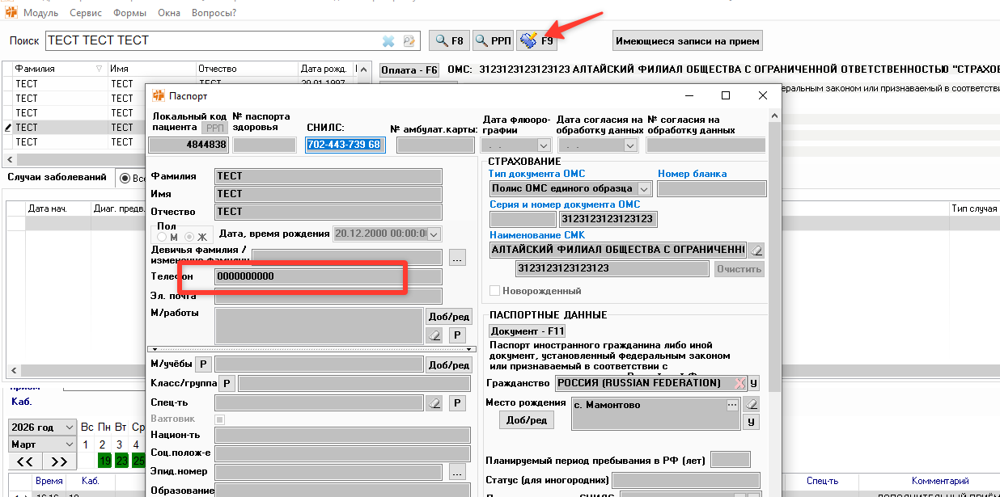 Модуль Сервис Формы Окна Вопросы?
Поиск ТЕСТ ТЕСТ ТЕСТ F8 РРП F9 Имеющиеся записи на прием
Фамилия Имя Отчество Дата рожд. Оплата - F6 ОМС: 3123123123123123 АЛТАЙСКИЙ ФИЛИАЛ ОБЩЕСТВА С ОГРАНИЧЕННОЙ ОТВЕТСТВЕННОСТЬЮ "СТРАХОВ
ТЕСТ ТЕСТ ТЕСТ 20.01.1997
ТЕСТ ТЕСТ
ТЕСТ ТЕСТ
ТЕСТ ТЕСТ
ТЕСТ ТЕСТ
еральным законом или признаваемый в соответстви
Случаи заболеваний Все
Дата нач. Диаг. предв. Тип случая
Паспорт
Локальный код пациента РРП
№ паспорта здоровья
СНИЛС:
№ амбулат.карты:
Дата флюоро-графии
Дата согласия на обработку данных
№ согласия на обработку данных
4844838 702-443-739 68 . . . .
Фамилия ТЕСТ
Имя ТЕСТ
Отчество ТЕСТ
Пол М Ж Дата, время рождения 20.12.2000 00:00:0
Девичья фамилия /
изменение фамилии ...
Телефон 0000000000
Эл. почта
М/работы Доб/ред
Р
М/учёбы Р Доб/ред
Класс/группа Р
Спец-ть Р
Вахтовик
Национ-ть
Соц.полож-е
Эпид.номер ...
Образование
СТРАХОВАНИЕ
Тип документа ОМС Номер бланка
Полис ОМС единого образца
Серия и номер документа ОМС
3123123123123123
Наименование СМК
АЛТАЙСКИЙ ФИЛИАЛ ОБЩЕСТВА С ОГРАНИЧЕННО
3123123123123123 Очистить
Новорожденный
ПАСПОРТНЫЕ ДАННЫЕ
Документ - F11
Паспорт иностранного гражданина либо иной
документ, установленный федеральным законом
или признаваемый в соответствии с
Гражданство РОССИЯ (RUSSIAN FEDERATION) У
Место рождения с. Мамонтово ...
Доб/ред У
Планируемый период пребывания в РФ (лет)
Статус (для иногородних)
СНИЛС
Каб.
2026 год Вс Пн Вт Ср
Март 1 2 3 4
<< >> 19 23 25
Время Каб. Спец-ть Комментарий
16:16 ДОПОЛНИТЕЛЬНЫЙ ПРИЁМ